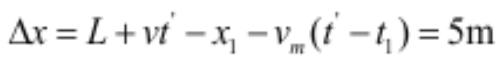 Δx = L + vt′ − x₁ − vₘ(t′ − t₁) = 5m